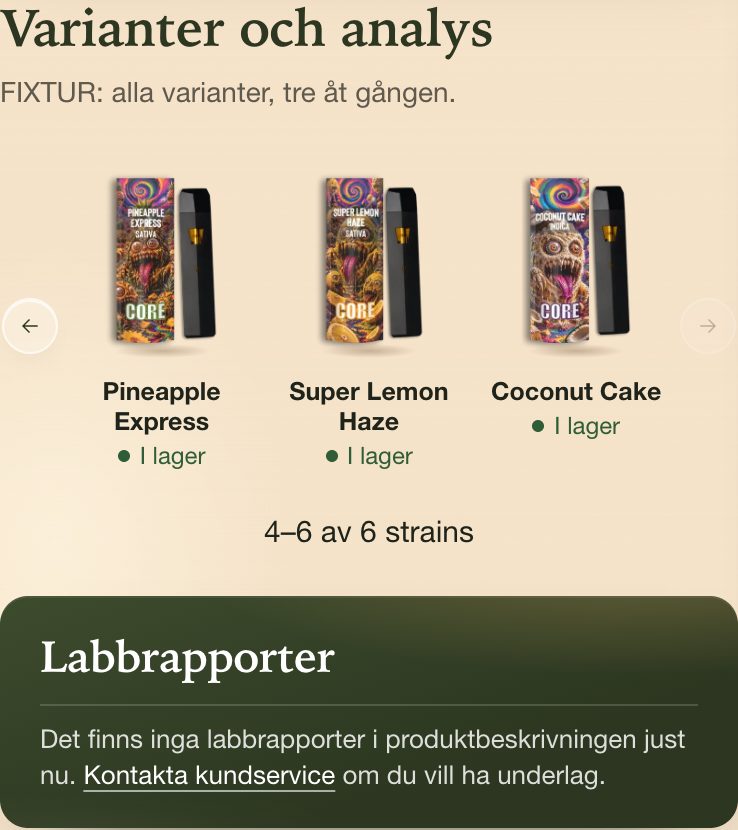 Varianter och analys
FIXTUR: alla varianter, tre åt gången.
PINEAPPLE
EXPRESS
SATIVA
CORE
SUPER LEMON
HAZE
SATIVA
CORE
COCONUT CAKE
INDICA
CORE
←
→
Pineapple
Express
I lager
Super Lemon
Haze
I lager
Coconut Cake
I lager
4–6 av 6 strains
Labbrapporter
Det finns inga labbrapporter i produktbeskrivningen just
nu. Kontakta kundservice om du vill ha underlag.